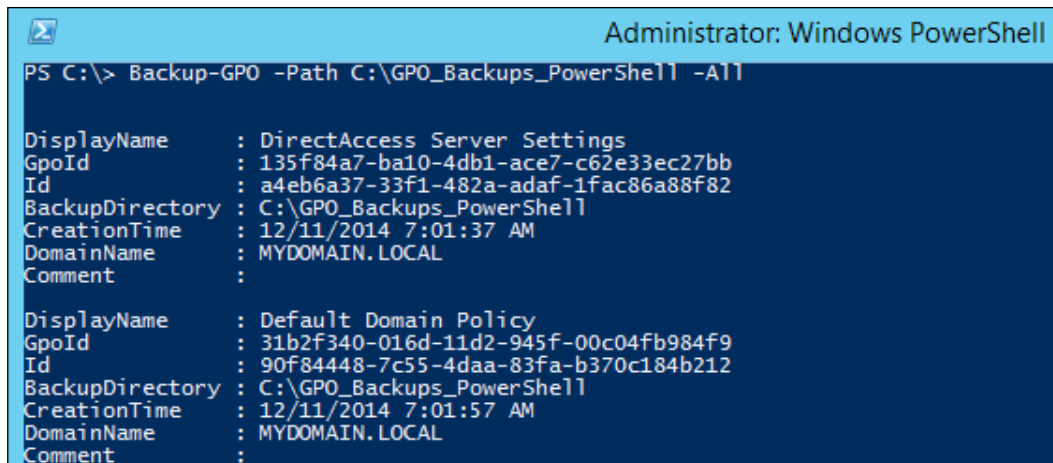 Administrator: Windows PowerShell
PS C:\> Backup-GPO -Path C:\GPO_Backups_PowerShell -All
DisplayName : DirectAccess Server Settings
GpoId : 135f84a7-ba10-4db1-ace7-c62e33ec27bb
Id : a4eb6a37-33f1-482a-adaf-1fac86a88f82
BackupDirectory : C:\GPO_Backups_PowerShell
CreationTime : 12/11/2014 7:01:37 AM
DomainName : MYDOMAIN.LOCAL
Comment :
DisplayName : Default Domain Policy
GpoId : 31b2f340-016d-11d2-945f-00c04fb984f9
Id : 90f84448-7c55-4daa-83fa-b370c184b212
BackupDirectory : C:\GPO_Backups_PowerShell
CreationTime : 12/11/2014 7:01:57 AM
DomainName : MYDOMAIN.LOCAL
Comment :